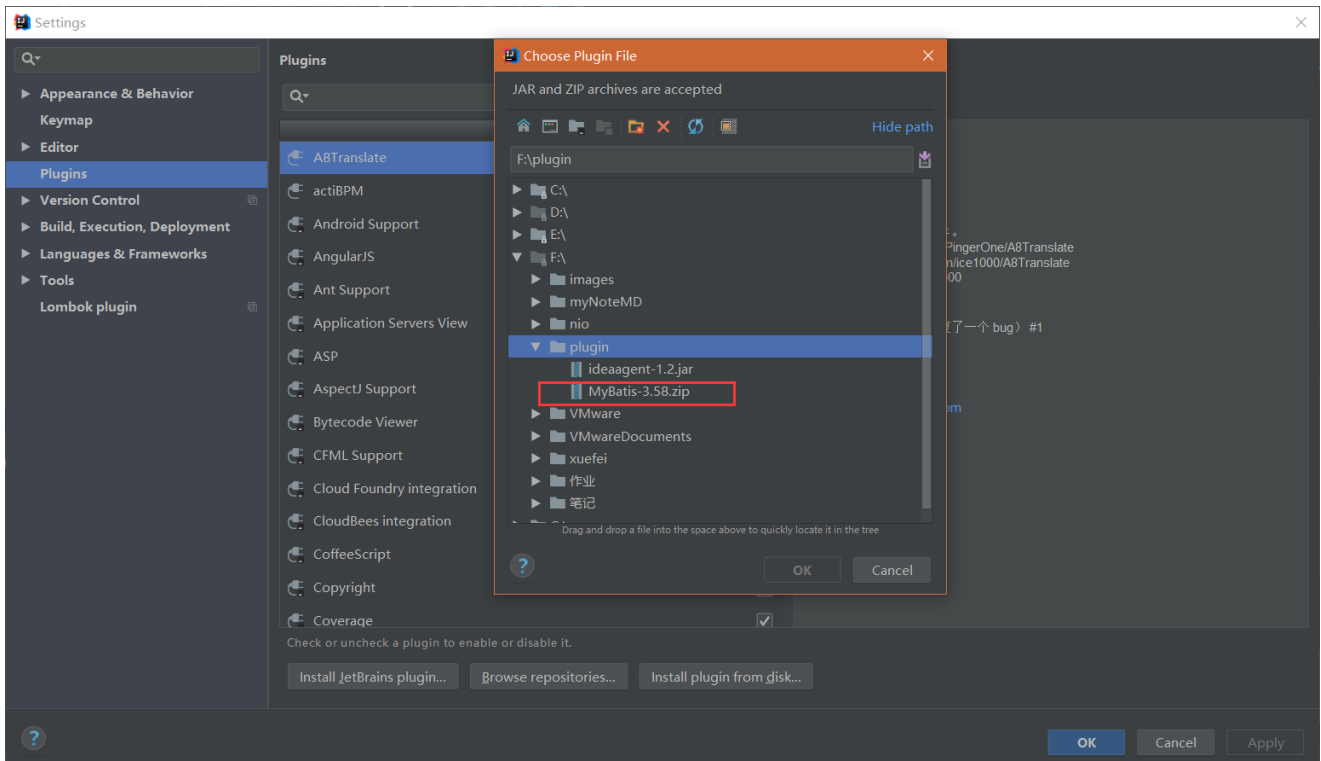 Settings
Appearance & Behavior
Keymap
Editor
Plugins
Version Control
Build, Execution, Deployment
Languages & Frameworks
Tools
Lombok plugin
Plugins
A8Translate
actiBPM
Android Support
AngularJS
Ant Support
Application Servers View
ASP
AspectJ Support
Bytecode Viewer
CFML Support
Cloud Foundry integration
CloudBees integration
CoffeeScript
Copyright
Coverage
Check or uncheck a plugin to enable or disable it.
Install JetBrains plugin...
Browse repositories...
Install plugin from disk...
Choose Plugin File
JAR and ZIP archives are accepted
Hide path
F:\plugin
C:\
D:\
E:\
F:\
images
myNoteMD
nio
plugin
ideaagent-1.2.jar
MyBatis-3.58.zip
VMware
VMwareDocuments
xuefei
作业
笔记
Drag and drop a file into the space above to quickly locate it in the tree
?
OK
Cancel
PingerOne/A8Translate
/ice1000/A8Translate
00
了一个 bug） #1
om
?
OK
Cancel
Apply